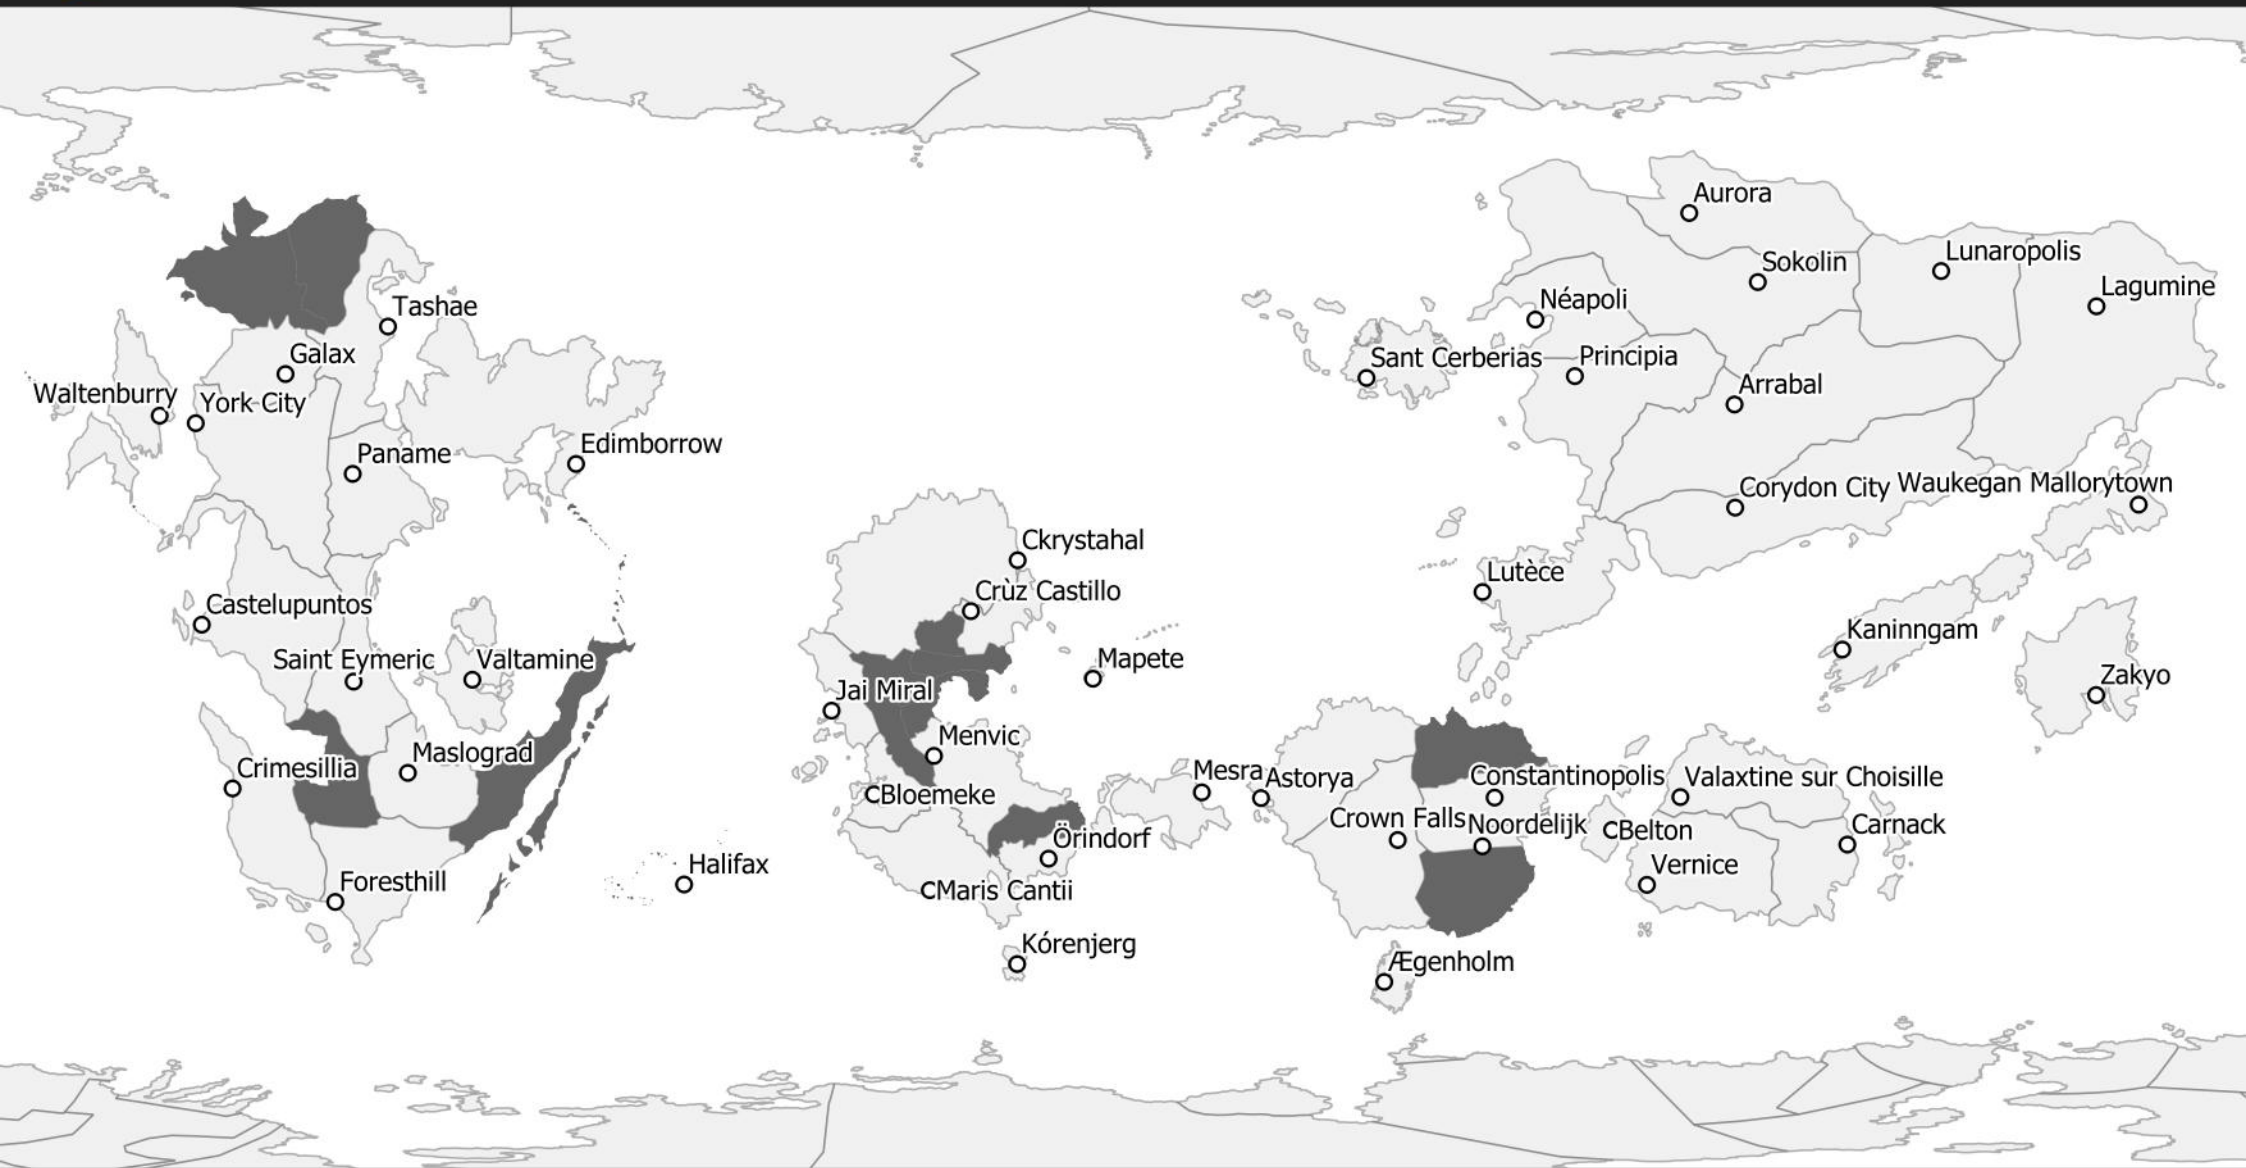 Aurora
Sokolin
Lunaropolis
Lagumine
Néapoli
Tashae
Galax
Sant Cerberias
Principia
Arrabal
Waltenburry
York City
Paname
Edimborrow
Corydon City
Waukegan
Mallorytown
Ckrystahal
Lutèce
Crùz Castillo
Castelupuntos
Kaninngam
Saint Eymeric
Valtamine
Mapete
Zakyo
Jai Miral
Menvic
Maslograd
Crimesillia
Mesra
Astorya
Constantinopolis
Valaxtine sur Choisille
Bloemeke
Crown Falls
Noordelijk
Belton
Carnack
Örindorf
Halifax
Vernice
Foresthill
Maris Cantii
Kórenjerg
Ægenholm